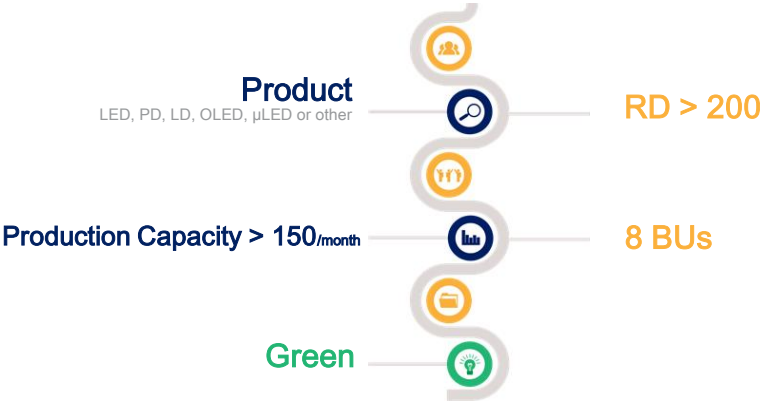 Product
LED, PD, LD, OLED, μLED or other
RD > 200
Production Capacity > 150/month
8 BUs
Green